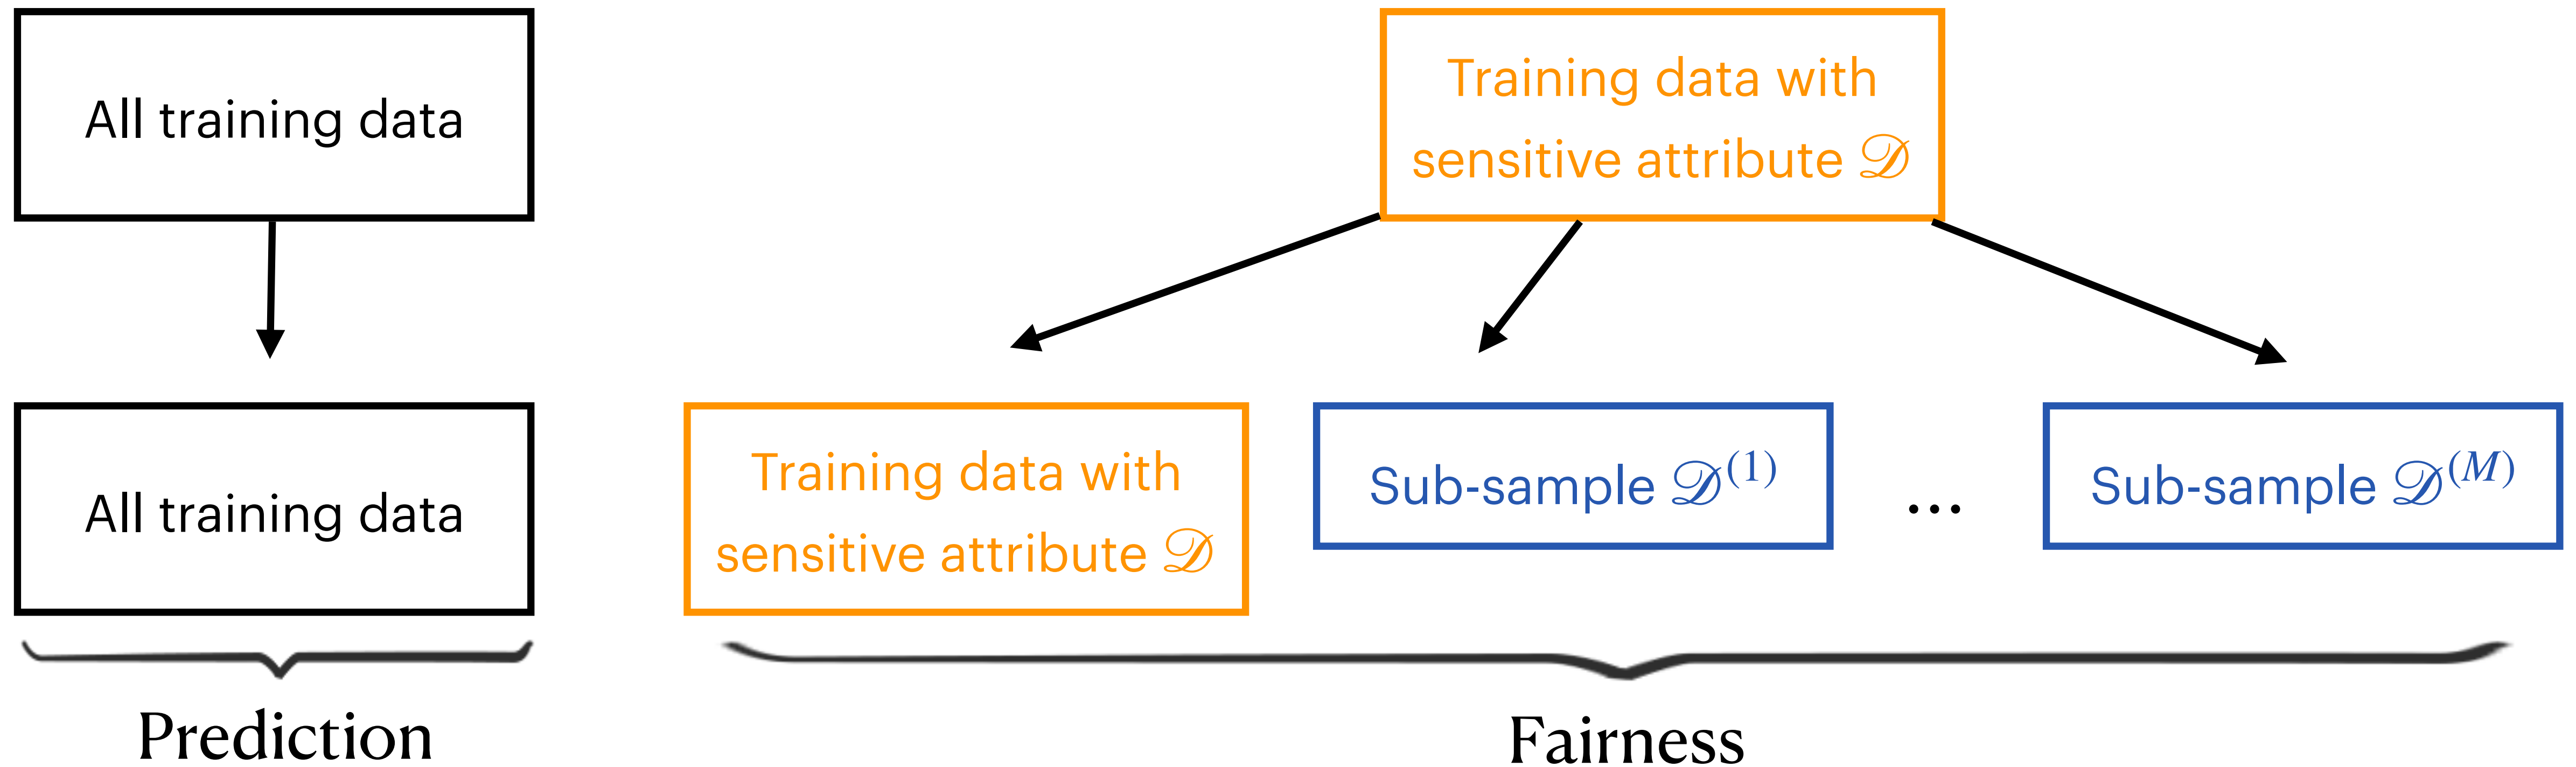 All training data
Training data with
sensitive attribute 𝒟
All training data
Training data with
sensitive attribute 𝒟
Sub-sample 𝒟⁽¹⁾
...
Sub-sample 𝒟⁽ᴹ⁾
Prediction
Fairness